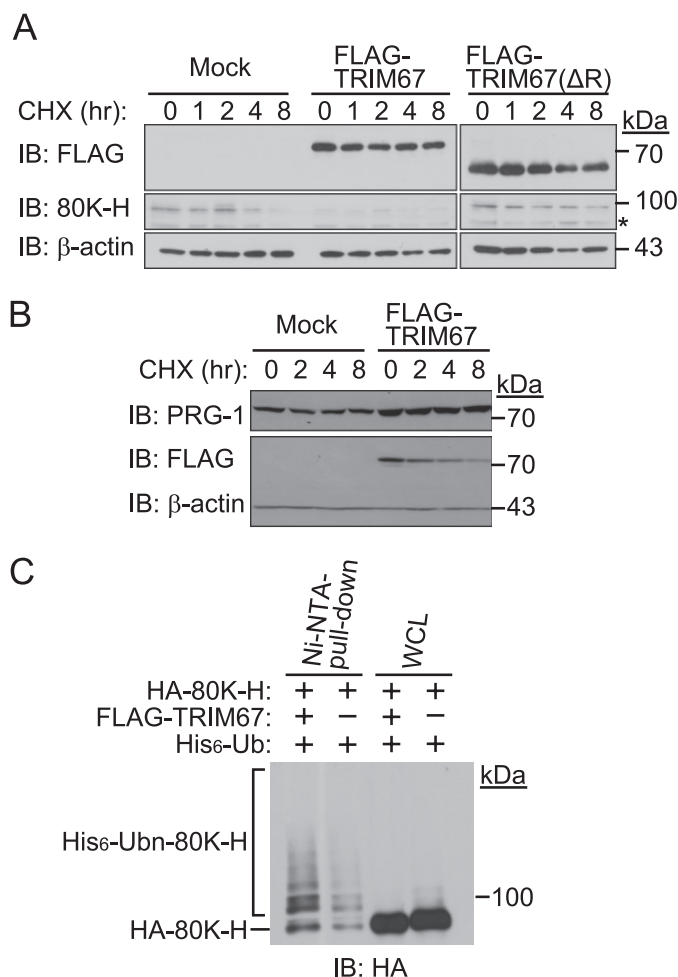 A
Mock
FLAG-
TRIM67
FLAG-
TRIM67(ΔR)
CHX (hr): 0 1 2 4 8 0 1 2 4 8 0 1 2 4 8 kDa
IB: FLAG 70
IB: 80K-H 100
*
IB: β-actin 43
B
Mock
FLAG-
TRIM67
CHX (hr): 0 2 4 8 0 2 4 8 kDa
IB: PRG-1 70
IB: FLAG 70
IB: β-actin 43
C
Ni-NTA-
pull-down
WCL
HA-80K-H: + + + +
FLAG-TRIM67: + − + −
His6-Ub: + + + +
kDa
His6-Ubn-80K-H
100
HA-80K-H
IB: HA